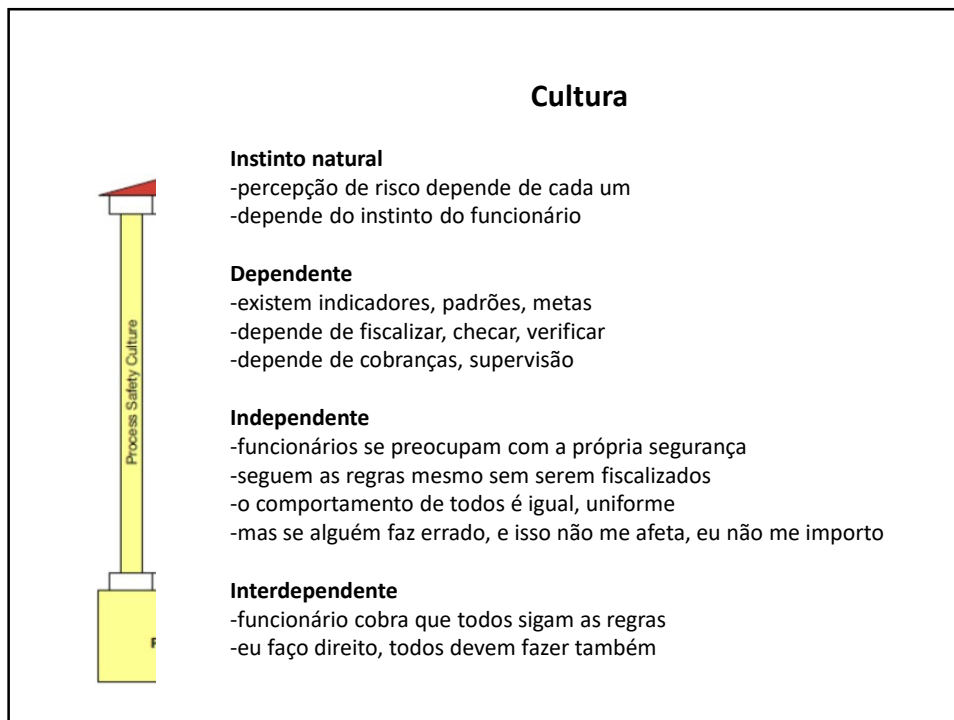 Cultura
Instinto natural
-percepção de risco depende de cada um
-depende do instinto do funcionário
Dependente
-existem indicadores, padrões, metas
-depende de fiscalizar, checar, verificar
-depende de cobranças, supervisão
Independente
-funcionários se preocupam com a própria segurança
-seguem as regras mesmo sem serem fiscalizados
-o comportamento de todos é igual, uniforme
-mas se alguém faz errado, e isso não me afeta, eu não me importo
Interdependente
-funcionário cobra que todos sigam as regras
-eu faço direito, todos devem fazer também
Process Safety Culture